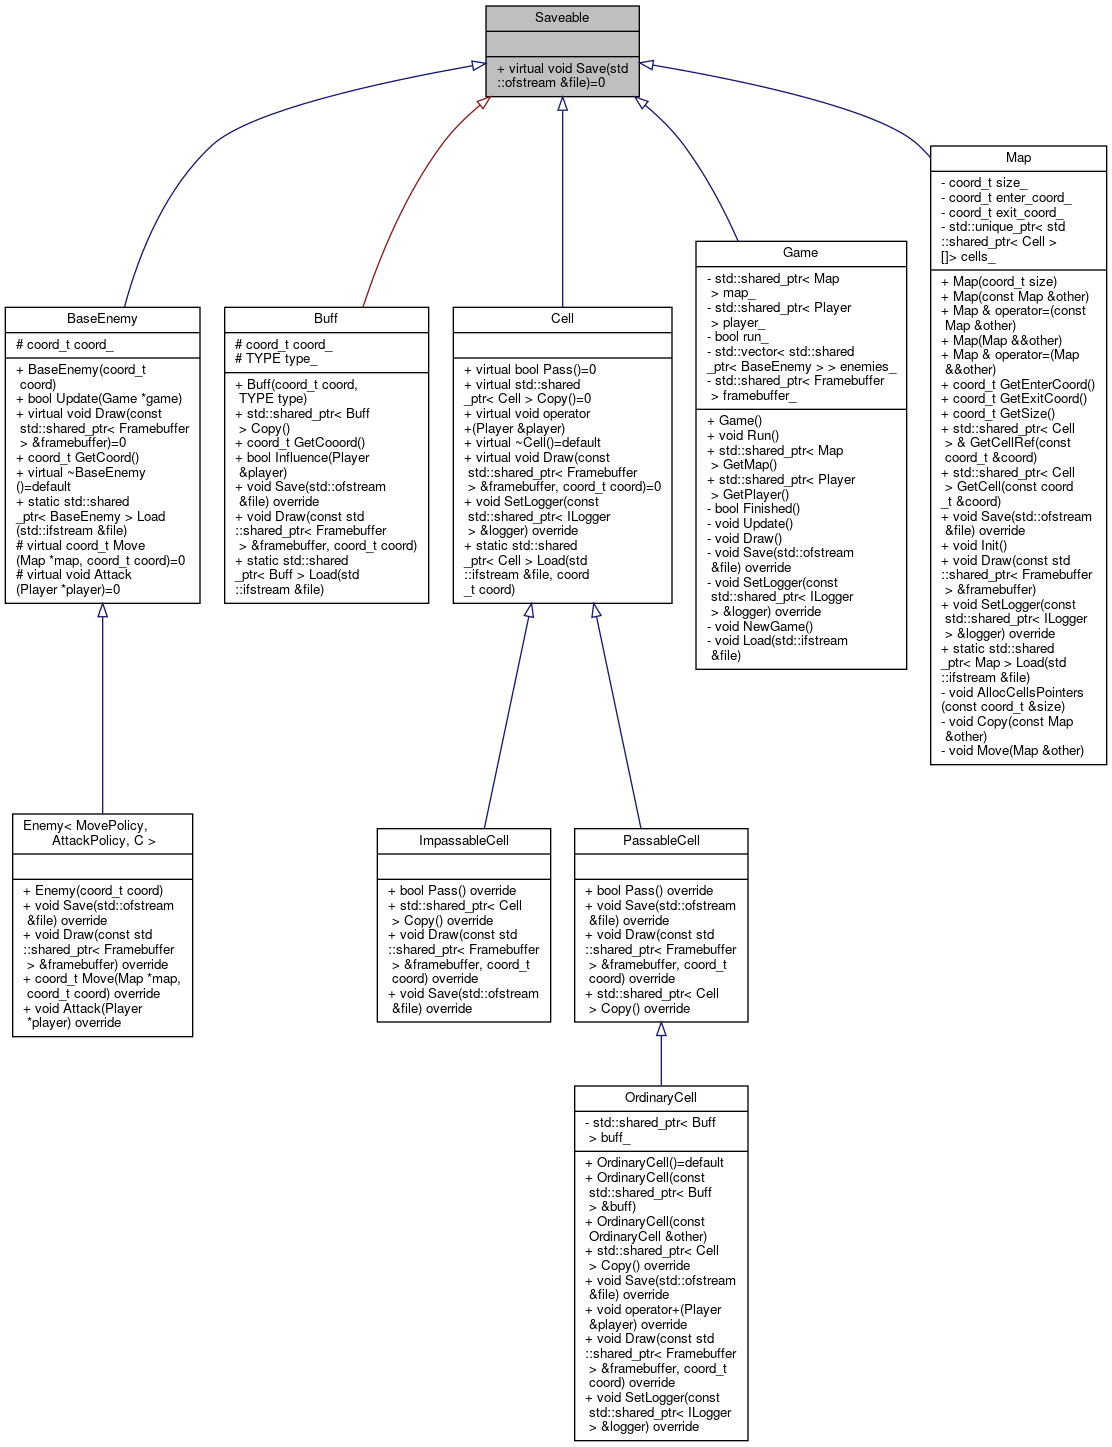 Saveable
+ virtual void Save(std
::ofstream &file)=0
BaseEnemy
# coord_t coord_
+ BaseEnemy(coord_t
coord)
+ bool Update(Game *game)
+ virtual void Draw(const
std::shared_ptr< Framebuffer
> &framebuffer)=0
+ coord_t GetCoord()
+ virtual ~BaseEnemy
()=default
+ static std::shared
_ptr< BaseEnemy > Load
(std::ifstream &file)
# virtual coord_t Move
(Map *map, coord_t coord)=0
# virtual void Attack
(Player *player)=0
Buff
# coord_t coord_
# TYPE type_
+ Buff(coord_t coord,
TYPE type)
+ std::shared_ptr< Buff
> Copy()
+ coord_t GetCooord()
+ bool Influence(Player
&player)
+ void Save(std::ofstream
&file) override
+ void Draw(const std
::shared_ptr< Framebuffer
> &framebuffer, coord_t coord)
+ static std::shared
_ptr< Buff > Load(std
::ifstream &file)
Cell
+ virtual bool Pass()=0
+ virtual std::shared
_ptr< Cell > Copy()=0
+ virtual void operator
+(Player &player)
+ virtual ~Cell()=default
+ virtual void Draw(const
std::shared_ptr< Framebuffer
> &framebuffer, coord_t coord)=0
+ void SetLogger(const
std::shared_ptr< ILogger
> &logger) override
+ static std::shared
_ptr< Cell > Load(std
::ifstream &file, coord
_t coord)
Game
- std::shared_ptr< Map
> map_
- std::shared_ptr< Player
> player_
- bool run_
- std::vector< std::shared
_ptr< BaseEnemy > > enemies_
- std::shared_ptr< Framebuffer
> framebuffer_
+ Game()
+ void Run()
+ std::shared_ptr< Map
> GetMap()
+ std::shared_ptr< Player
> GetPlayer()
- bool Finished()
- void Update()
- void Draw()
- void Save(std::ofstream
&file) override
- void SetLogger(const
std::shared_ptr< ILogger
> &logger) override
- void NewGame()
- void Load(std::ifstream
&file)
Map
- coord_t size_
- coord_t enter_coord_
- coord_t exit_coord_
- std::unique_ptr< std
::shared_ptr< Cell >
[]> cells_
+ Map(coord_t size)
+ Map(const Map &other)
+ Map & operator=(const
Map &other)
+ Map(Map &&other)
+ Map & operator=(Map
&&other)
+ coord_t GetEnterCoord()
+ coord_t GetExitCoord()
+ coord_t GetSize()
+ std::shared_ptr< Cell
> & GetCellRef(const
coord_t &coord)
+ std::shared_ptr< Cell
> GetCell(const coord
_t &coord)
+ void Save(std::ofstream
&file) override
+ void Init()
+ void Draw(const std
::shared_ptr< Framebuffer
> &framebuffer)
+ void SetLogger(const
std::shared_ptr< ILogger
> &logger) override
+ static std::shared
_ptr< Map > Load(std
::ifstream &file)
- void AllocCellsPointers
(const coord_t &size)
- void Copy(const Map
&other)
- void Move(Map &other)
Enemy< MovePolicy,
AttackPolicy, C >
+ Enemy(coord_t coord)
+ void Save(std::ofstream
&file) override
+ void Draw(const std
::shared_ptr< Framebuffer
> &framebuffer) override
+ coord_t Move(Map *map,
coord_t coord) override
+ void Attack(Player
*player) override
ImpassableCell
+ bool Pass() override
+ std::shared_ptr< Cell
> Copy() override
+ void Draw(const std
::shared_ptr< Framebuffer
> &framebuffer, coord_t
coord) override
+ void Save(std::ofstream
&file) override
PassableCell
+ bool Pass() override
+ void Save(std::ofstream
&file) override
+ void Draw(const std
::shared_ptr< Framebuffer
> &framebuffer, coord_t
coord) override
+ std::shared_ptr< Cell
> Copy() override
OrdinaryCell
- std::shared_ptr< Buff
> buff_
+ OrdinaryCell()=default
+ OrdinaryCell(const
std::shared_ptr< Buff
> &buff)
+ OrdinaryCell(const
OrdinaryCell &other)
+ std::shared_ptr< Cell
> Copy() override
+ void Save(std::ofstream
&file) override
+ void operator+(Player
&player) override
+ void Draw(const std
::shared_ptr< Framebuffer
> &framebuffer, coord_t
coord) override
+ void SetLogger(const
std::shared_ptr< ILogger
> &logger) override